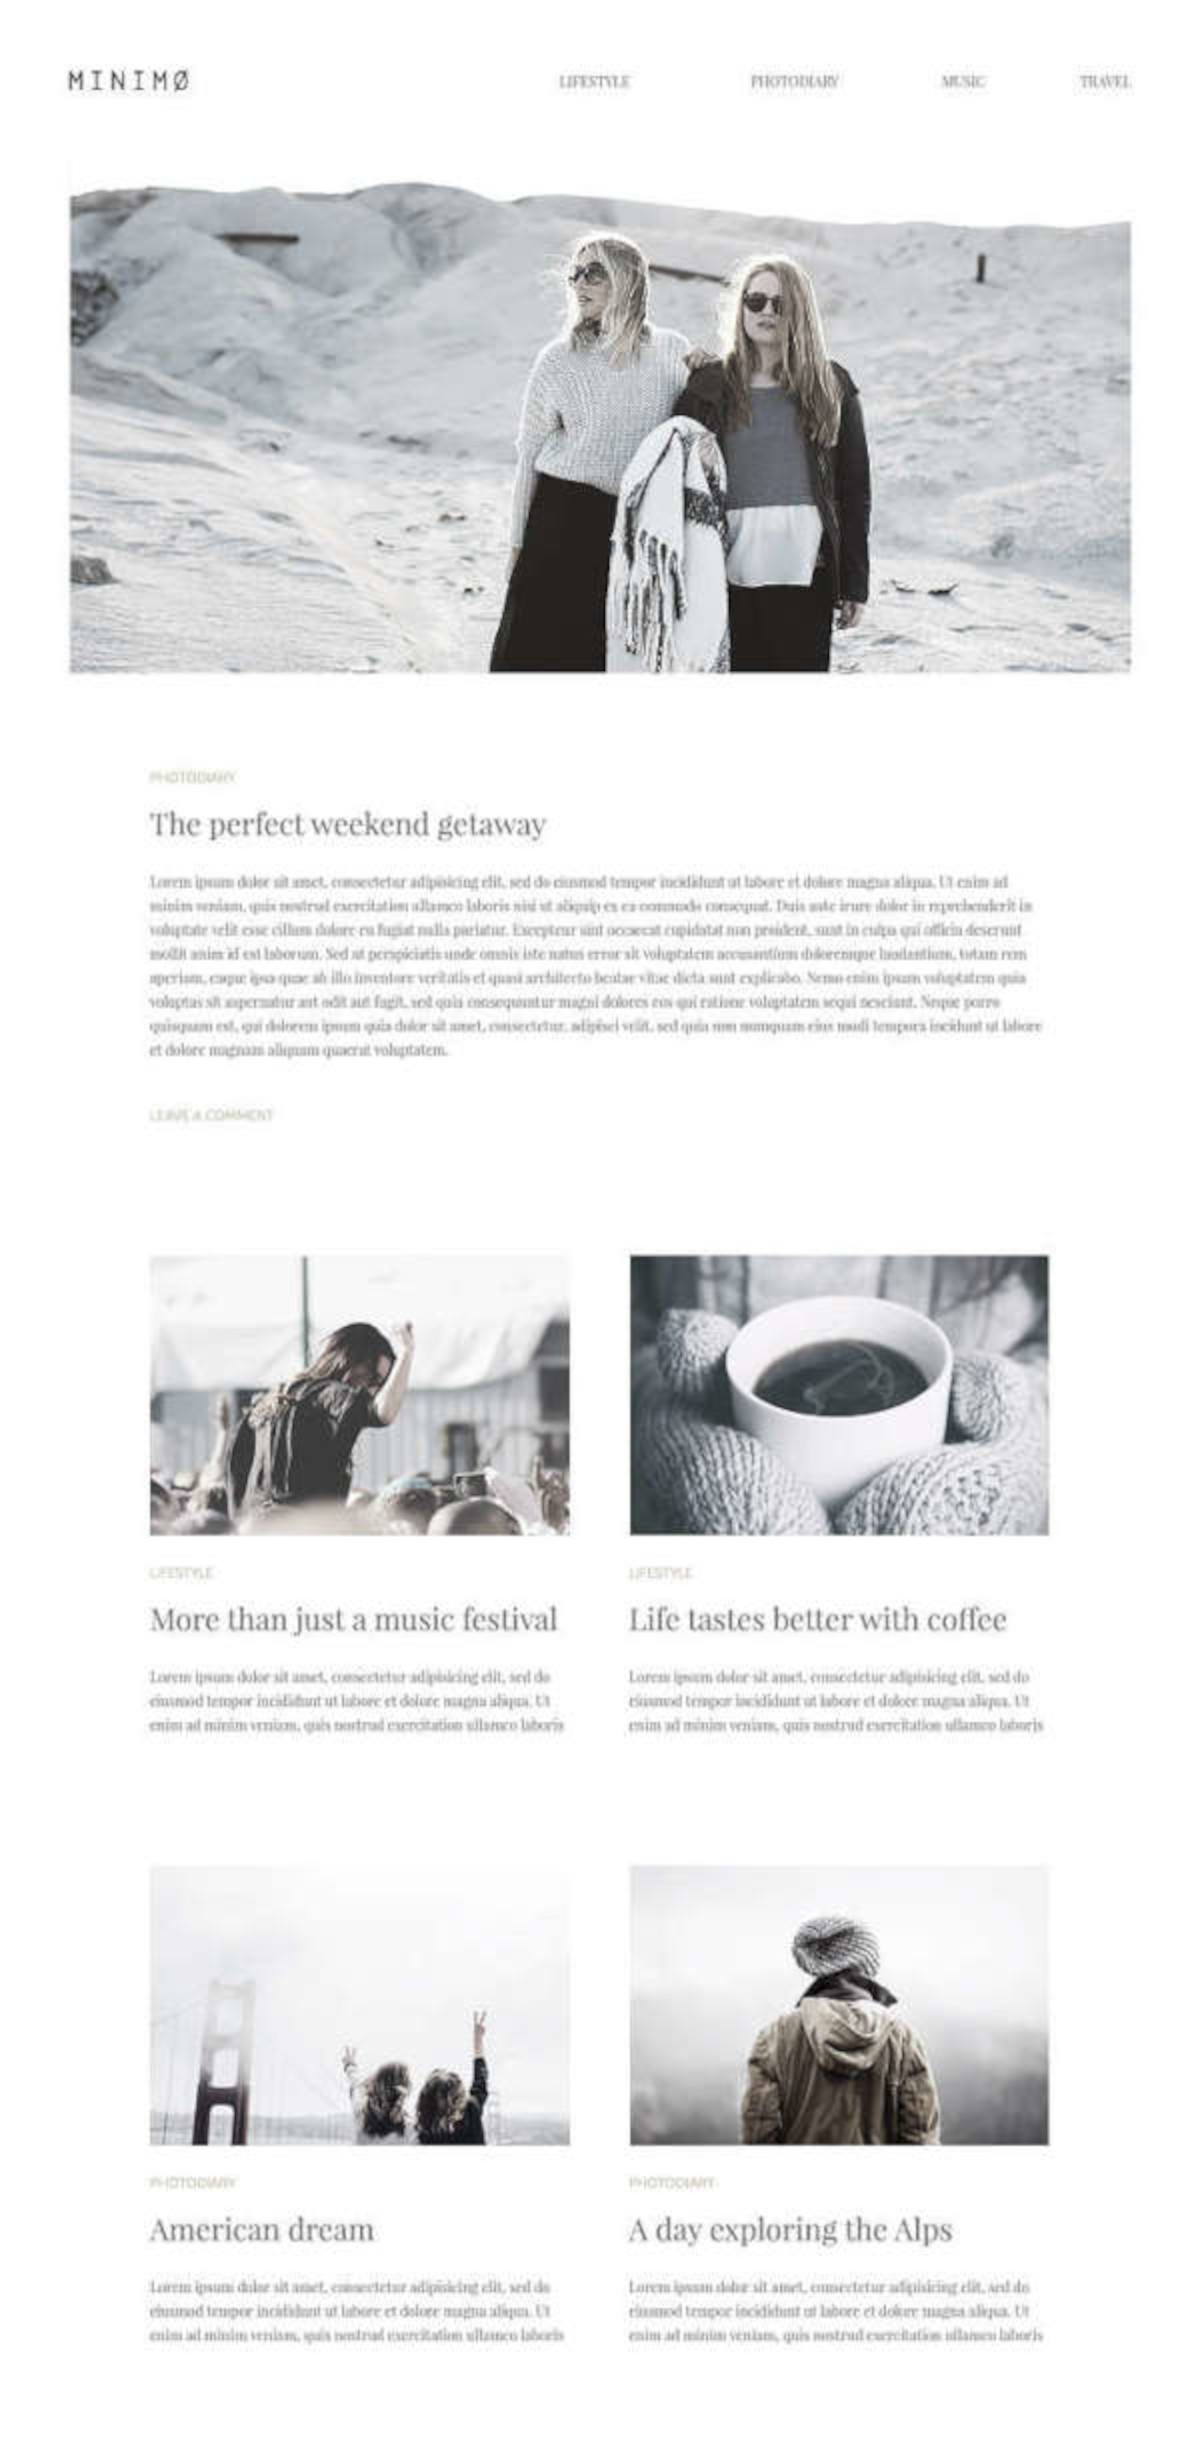 MINIMØ
LIFESTYLE
PHOTODIARY
MUSIC
TRAVEL
PHOTODIARY
The perfect weekend getaway
Lorem ipsum dolor sit amet, consectetur adipisicing elit, sed do eiusmod tempor incididunt ut labore et dolore magna aliqua. Ut enim ad
minim veniam, quis nostrud exercitation ullamco laboris nisi ut aliquip ex ea commodo consequat. Duis aute irure dolor in reprehenderit in
voluptate velit esse cillum dolore eu fugiat nulla pariatur. Excepteur sint occaecat cupidatat non proident, sunt in culpa qui officia deserunt
mollit anim id est laborum. Sed ut perspiciatis unde omnis iste natus error sit voluptatem accusantium doloremque laudantium, totam rem
aperiam, eaque ipsa quae ab illo inventore veritatis et quasi architecto beatae vitae dicta sunt explicabo. Nemo enim ipsam voluptatem quia
voluptas sit aspernatur aut odit aut fugit, sed quia consequuntur magni dolores eos qui ratione voluptatem sequi nesciunt. Neque porro
quisquam est, qui dolorem ipsum quia dolor sit amet, consectetur, adipisci velit, sed quia non numquam eius modi tempora incidunt ut labore
et dolore magnam aliquam quaerat voluptatem.
LEAVE A COMMENT
LIFESTYLE
More than just a music festival
Lorem ipsum dolor sit amet, consectetur adipisicing elit, sed do
eiusmod tempor incididunt ut labore et dolore magna aliqua. Ut
enim ad minim veniam, quis nostrud exercitation ullamco laboris
LIFESTYLE
Life tastes better with coffee
Lorem ipsum dolor sit amet, consectetur adipisicing elit, sed do
eiusmod tempor incididunt ut labore et dolore magna aliqua. Ut
enim ad minim veniam, quis nostrud exercitation ullamco laboris
PHOTODIARY
American dream
Lorem ipsum dolor sit amet, consectetur adipisicing elit, sed do
eiusmod tempor incididunt ut labore et dolore magna aliqua. Ut
enim ad minim veniam, quis nostrud exercitation ullamco laboris
PHOTODIARY
A day exploring the Alps
Lorem ipsum dolor sit amet, consectetur adipisicing elit, sed do
eiusmod tempor incididunt ut labore et dolore magna aliqua. Ut
enim ad minim veniam, quis nostrud exercitation ullamco laboris